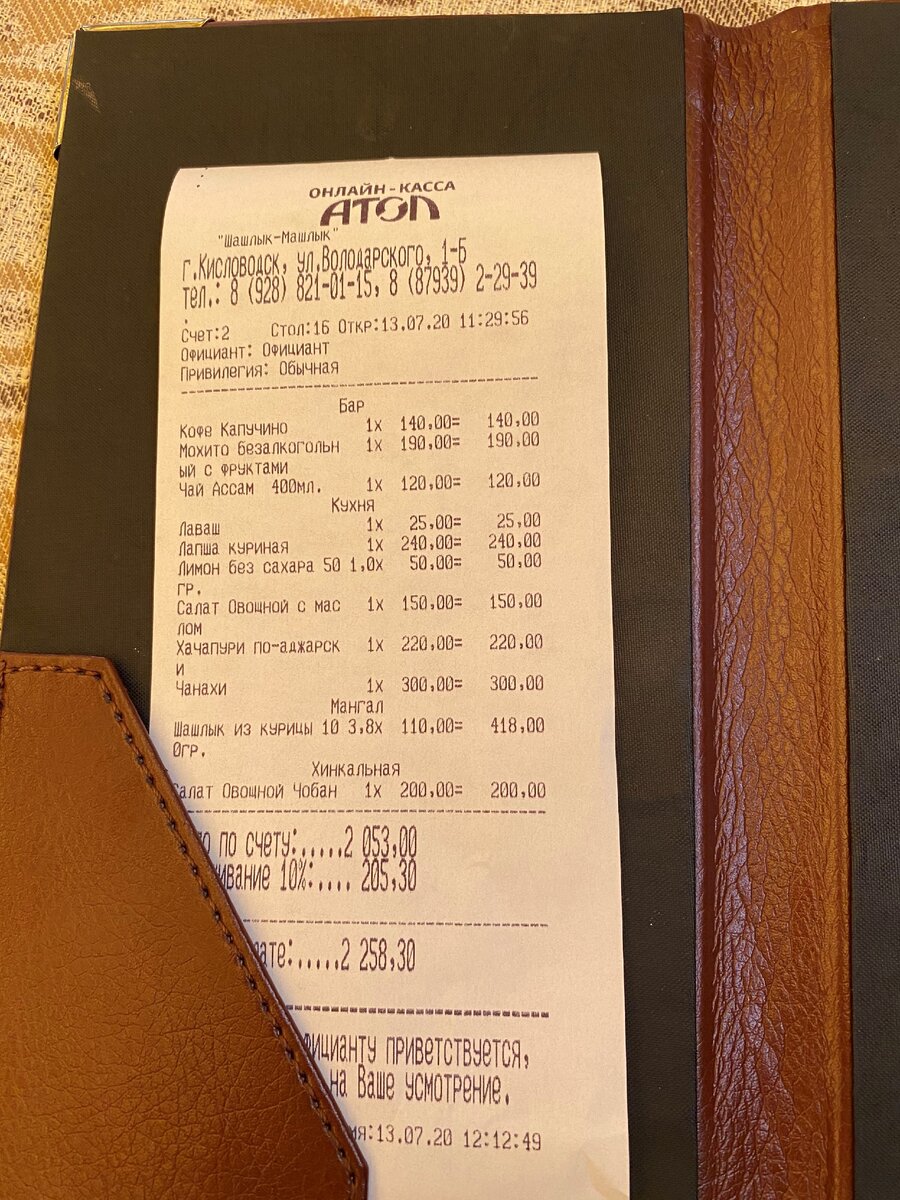 ОНЛАЙН-КАССА
АТОЛ
"Шашлык-Машлык"
г.Кисловодск, ул.Володарского, 1-Б
тел.: 8 (928) 821-01-15, 8 (87939) 2-29-39
Счет:2 Стол:16 Откр:13.07.20 11:29:56
Официант: Официант
Привилегия: Обычная
Бар
Кофе Капучино 1x 140,00= 140,00
Мохито безалкогольн 1x 190,00= 190,00
ый с фруктами
Чай Ассам 400мл. 1x 120,00= 120,00
Кухня
Лаваш 1x 25,00= 25,00
Лапша куриная 1x 240,00= 240,00
Лимон без сахара 50 1,0x 50,00= 50,00
гр.
Салат Овощной с мас 1x 150,00= 150,00
лом
Хачапури по-аджарск 1x 220,00= 220,00
и
Чанахи 1x 300,00= 300,00
Мангал
Шашлык из курицы 10 3,8x 110,00= 418,00
0гр.
Хинкальная
Салат Овощной Чобан 1x 200,00= 200,00
по счету:.....2 053,00
10%:.... 205,30
.....2 258,30
приветствуется,
на Ваше усмотрение.
13.07.20 12:12:49